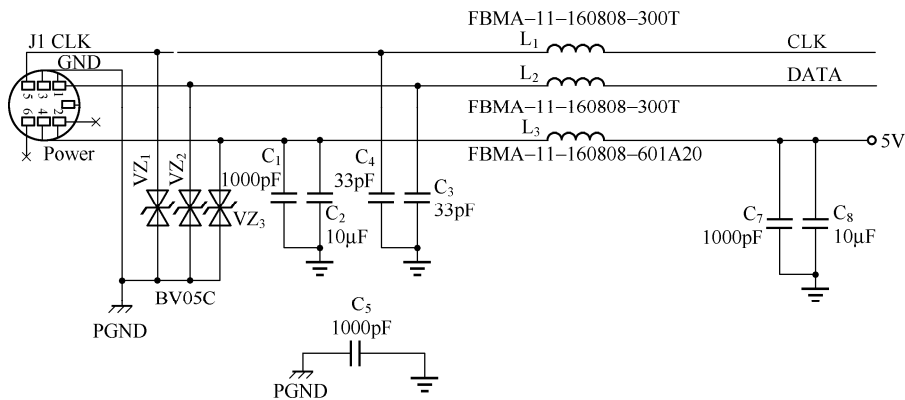 FBMA-11-160808-300T
J1 CLK
L1
CLK
GND
L2
DATA
5 3 1
6 4 2
FBMA-11-160808-300T
L3
5V
Power
FBMA-11-160808-601A20
VZ1
VZ2
VZ3
C1
1000pF
C2
10μF
C4
33pF
C3
33pF
C7
1000pF
C8
10μF
BV05C
PGND
C5
1000pF
PGND